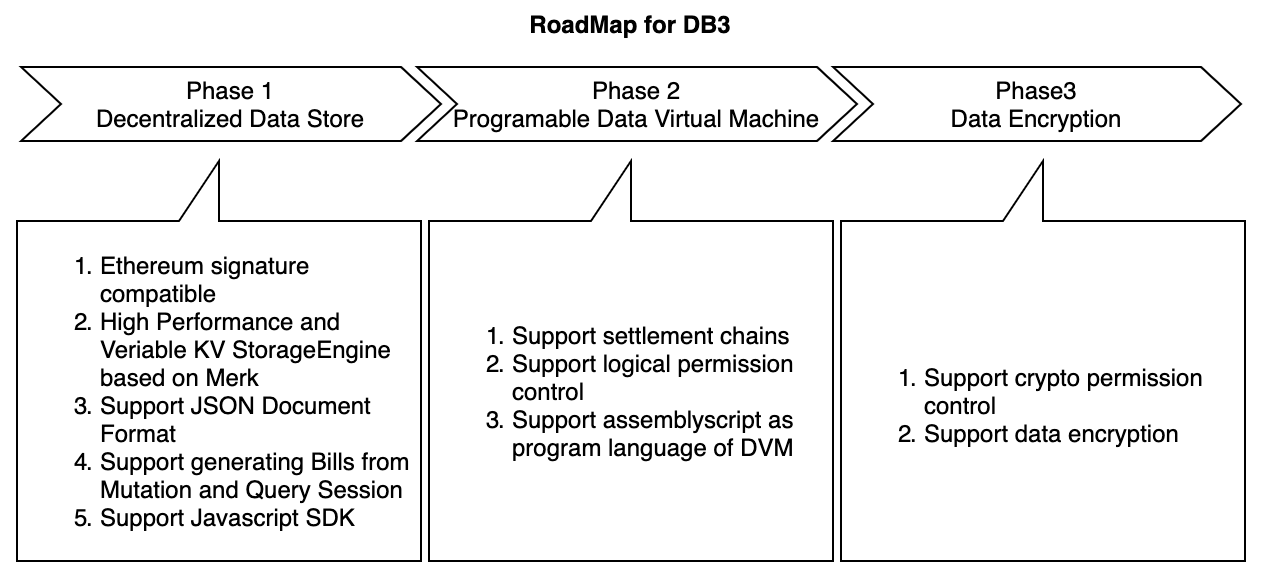 RoadMap for DB3
Phase 1
Decentralized Data Store
Phase 2
Programable Data Virtual Machine
Phase3
Data Encryption
1. Ethereum signature
compatible
2. High Performance and
Veriable KV StorageEngine
based on Merk
3. Support JSON Document
Format
4. Support generating Bills from
Mutation and Query Session
5. Support Javascript SDK
1. Support settlement chains
2. Support logical permission
control
3. Support assemblyscript as
program language of DVM
1. Support crypto permission
control
2. Support data encryption